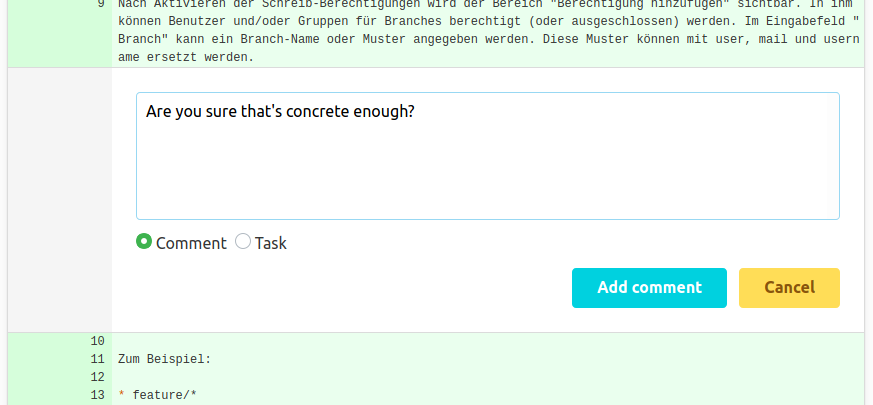 9 Nach Aktivieren der Schreib-Berechtigungen wird der Bereich "Berechtigung hinzufügen" sichtbar. In ihm
können Benutzer und/oder Gruppen für Branches berechtigt (oder ausgeschlossen) werden. Im Eingabefeld "
Branch" kann ein Branch-Name oder Muster angegeben werden. Diese Muster können mit user, mail und usern
ame ersetzt werden.
Are you sure that's concrete enough?
Comment Task
Add comment Cancel
10
11 Zum Beispiel:
12
13 * feature/*